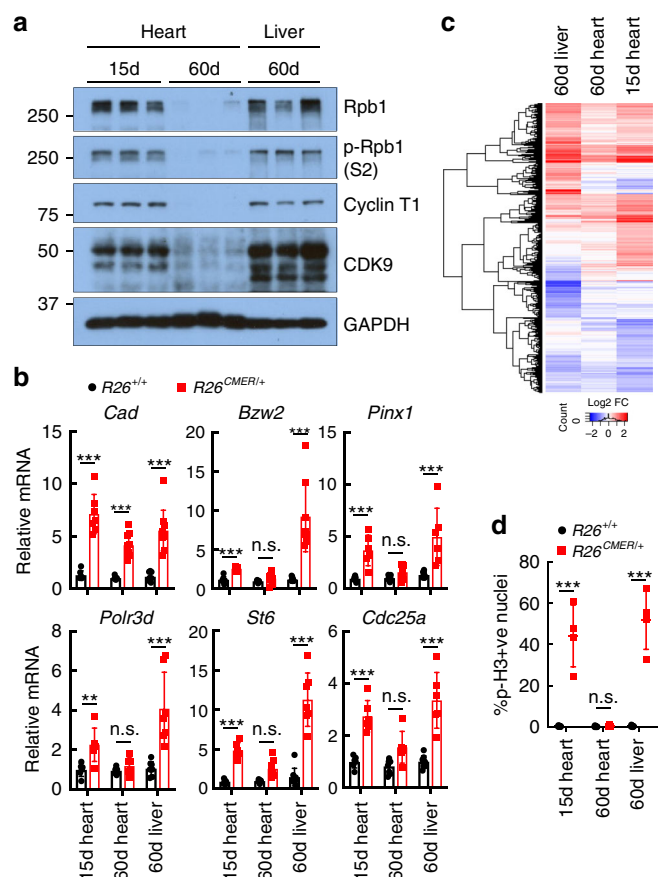 a
Heart
Liver
15d
60d
60d
250
Rpb1
250
p-Rpb1
(S2)
75
Cyclin T1
50
CDK9
37
GAPDH
b
R26+/+
R26CMER/+
Relative mRNA
Cad
15
10
5
0
***
***
***
Bzw2
20
15
10
5
0
***
n.s.
***
Pinx1
15
10
5
0
***
n.s.
***
Relative mRNA
Polr3d
8
6
4
2
0
**
n.s.
***
St6
20
15
10
5
0
***
n.s.
***
Cdc25a
6
4
2
0
***
n.s.
***
15d heart
60d heart
60d liver
15d heart
60d heart
60d liver
15d heart
60d heart
60d liver
c
60d liver
60d heart
15d heart
Log2 FC
Count
0
−2 0 2
d
R26+/+
R26CMER/+
%p-H3+ve nuclei
80
60
40
20
0
***
n.s.
***
15d heart
60d heart
60d liver